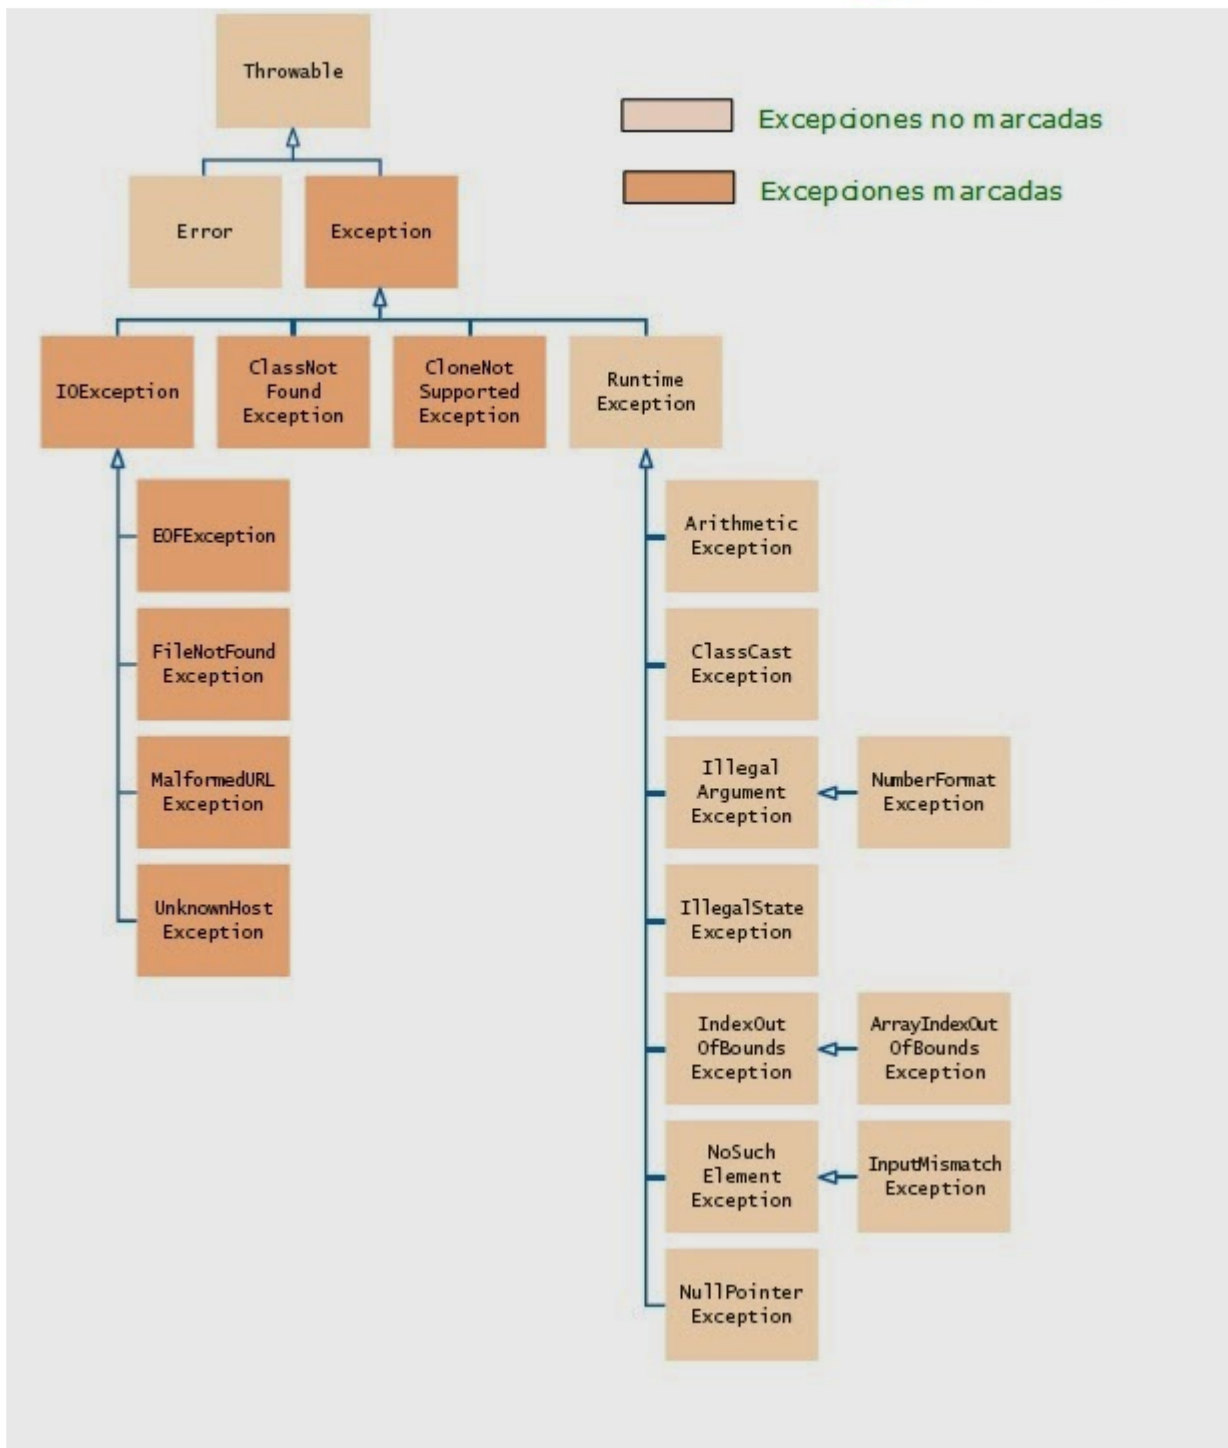 Throwable
Excepciones no marcadas
Excepciones marcadas
Error
Exception
IOException
ClassNot
Found
Exception
CloneNot
Supported
Exception
Runtime
Exception
EOFException
FileNotFound
Exception
MalformedURL
Exception
UnknownHost
Exception
Arithmetic
Exception
ClassCast
Exception
Illegal
Argument
Exception
NumberFormat
Exception
IllegalState
Exception
IndexOut
OfBounds
Exception
ArrayIndexOut
OfBounds
Exception
NoSuch
Element
Exception
InputMismatch
Exception
NullPointer
Exception